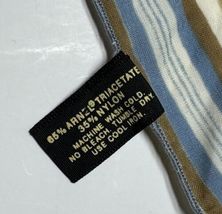 65% ARNEL® TRIACETATE
35% NYLON
MACHINE WASH COLD.
NO BLEACH. TUMBLE DRY.
USE COOL IRON.